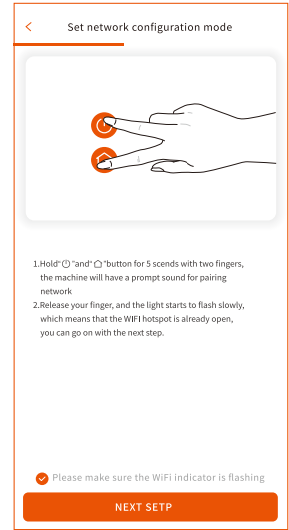 Set network configuration mode
1.Hold"⏻"and"⌂"button for 5 scends with two fingers,
the machine will have a prompt sound for pairing
network
2.Release your finger, and the light starts to flash slowly,
which means that the WIFI hotspot is already open,
you can go on with the next step.
Please make sure the WiFi indicator is flashing
NEXT SETP